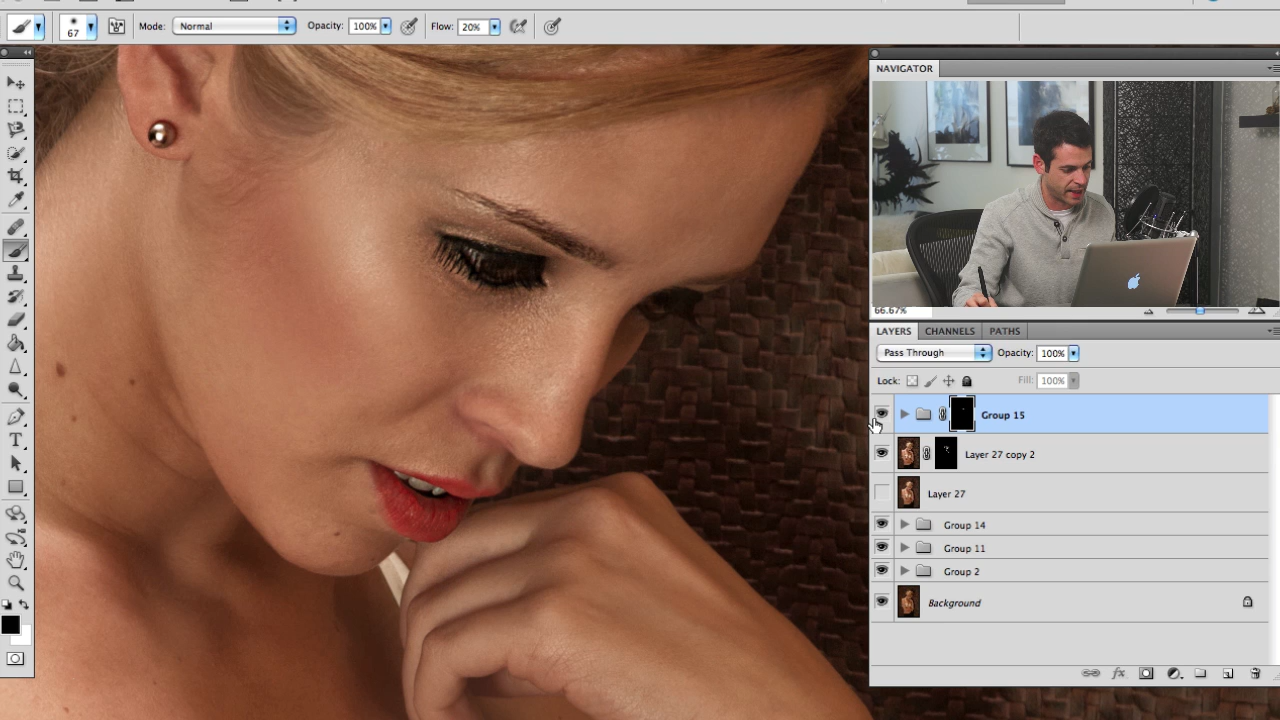 Mode: Normal Opacity: 100% Flow: 20%
67
NAVIGATOR
66.67%
LAYERS CHANNELS PATHS
Pass Through Opacity: 100%
Lock: Fill: 100%
Group 15
Layer 27 copy 2
Layer 27
Group 14
Group 11
Group 2
Background
T
fx